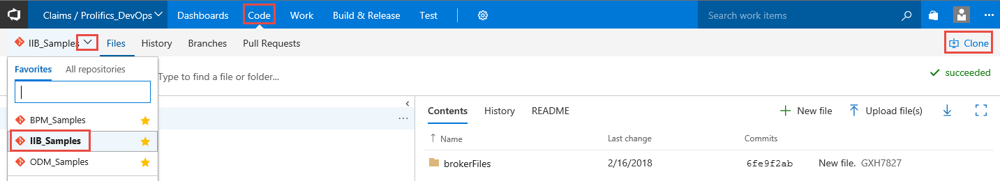 Claims / Prolifics_DevOps Dashboards Code Work Build & Release Test Search work items
IIB_Samples Files History Branches Pull Requests Clone
Favorites All repositories
Type to find a file or folder...
succeeded
BPM_Samples
IIB_Samples
ODM_Samples
Contents History README New file Upload file(s)
Name Last change Commits
brokerFiles 2/16/2018 6fe9f2ab New file. GXH7827